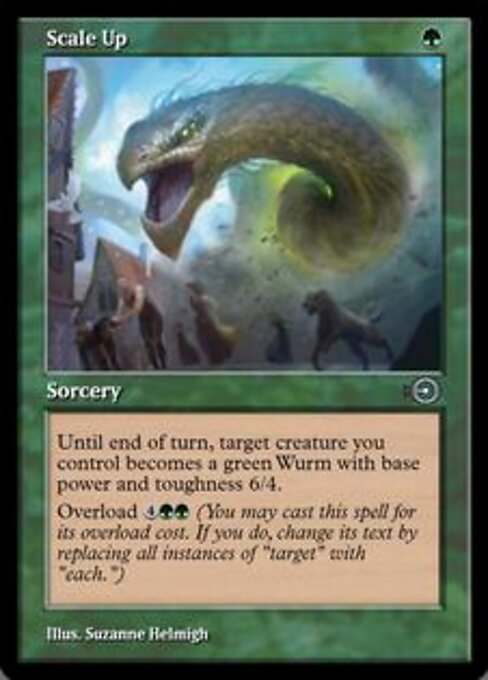 Scale Up
Sorcery
Until end of turn, target creature you
control becomes a green Wurm with base
power and toughness 6/4.
Overload 4 (You may cast this spell for
its overload cost. If you do, change its text by
replacing all instances of "target" with
"each.")
Illus. Suzanne Helmigh